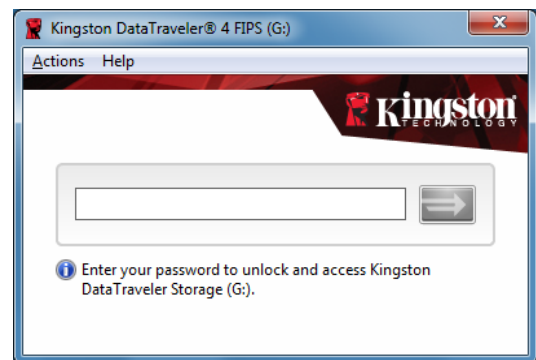 Kingston DataTraveler® 4 FIPS (G:)
Actions Help
Kingston
TECHNOLOGY
Enter your password to unlock and access Kingston
DataTraveler Storage (G:).